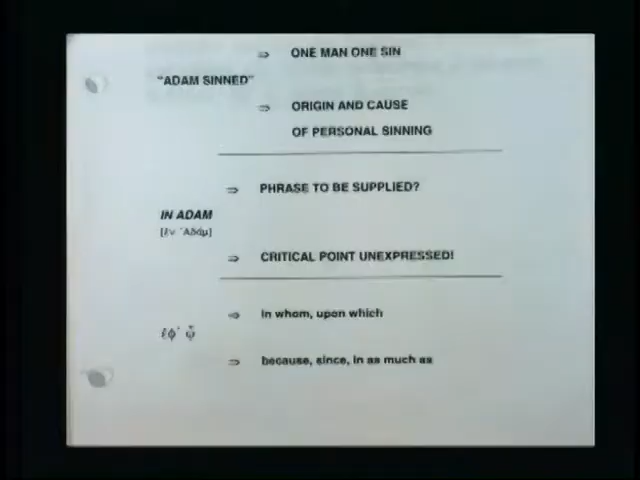 ⇒ ONE MAN ONE SIN
"ADAM SINNED"
⇒ ORIGIN AND CAUSE
OF PERSONAL SINNING
⇒ PHRASE TO BE SUPPLIED?
IN ADAM
[ἐν ᾿Αδάμ]
⇒ CRITICAL POINT UNEXPRESSED!
⇒ in whom, upon which
ἐφ᾿ ᾧ
⇒ because, since, in as much as